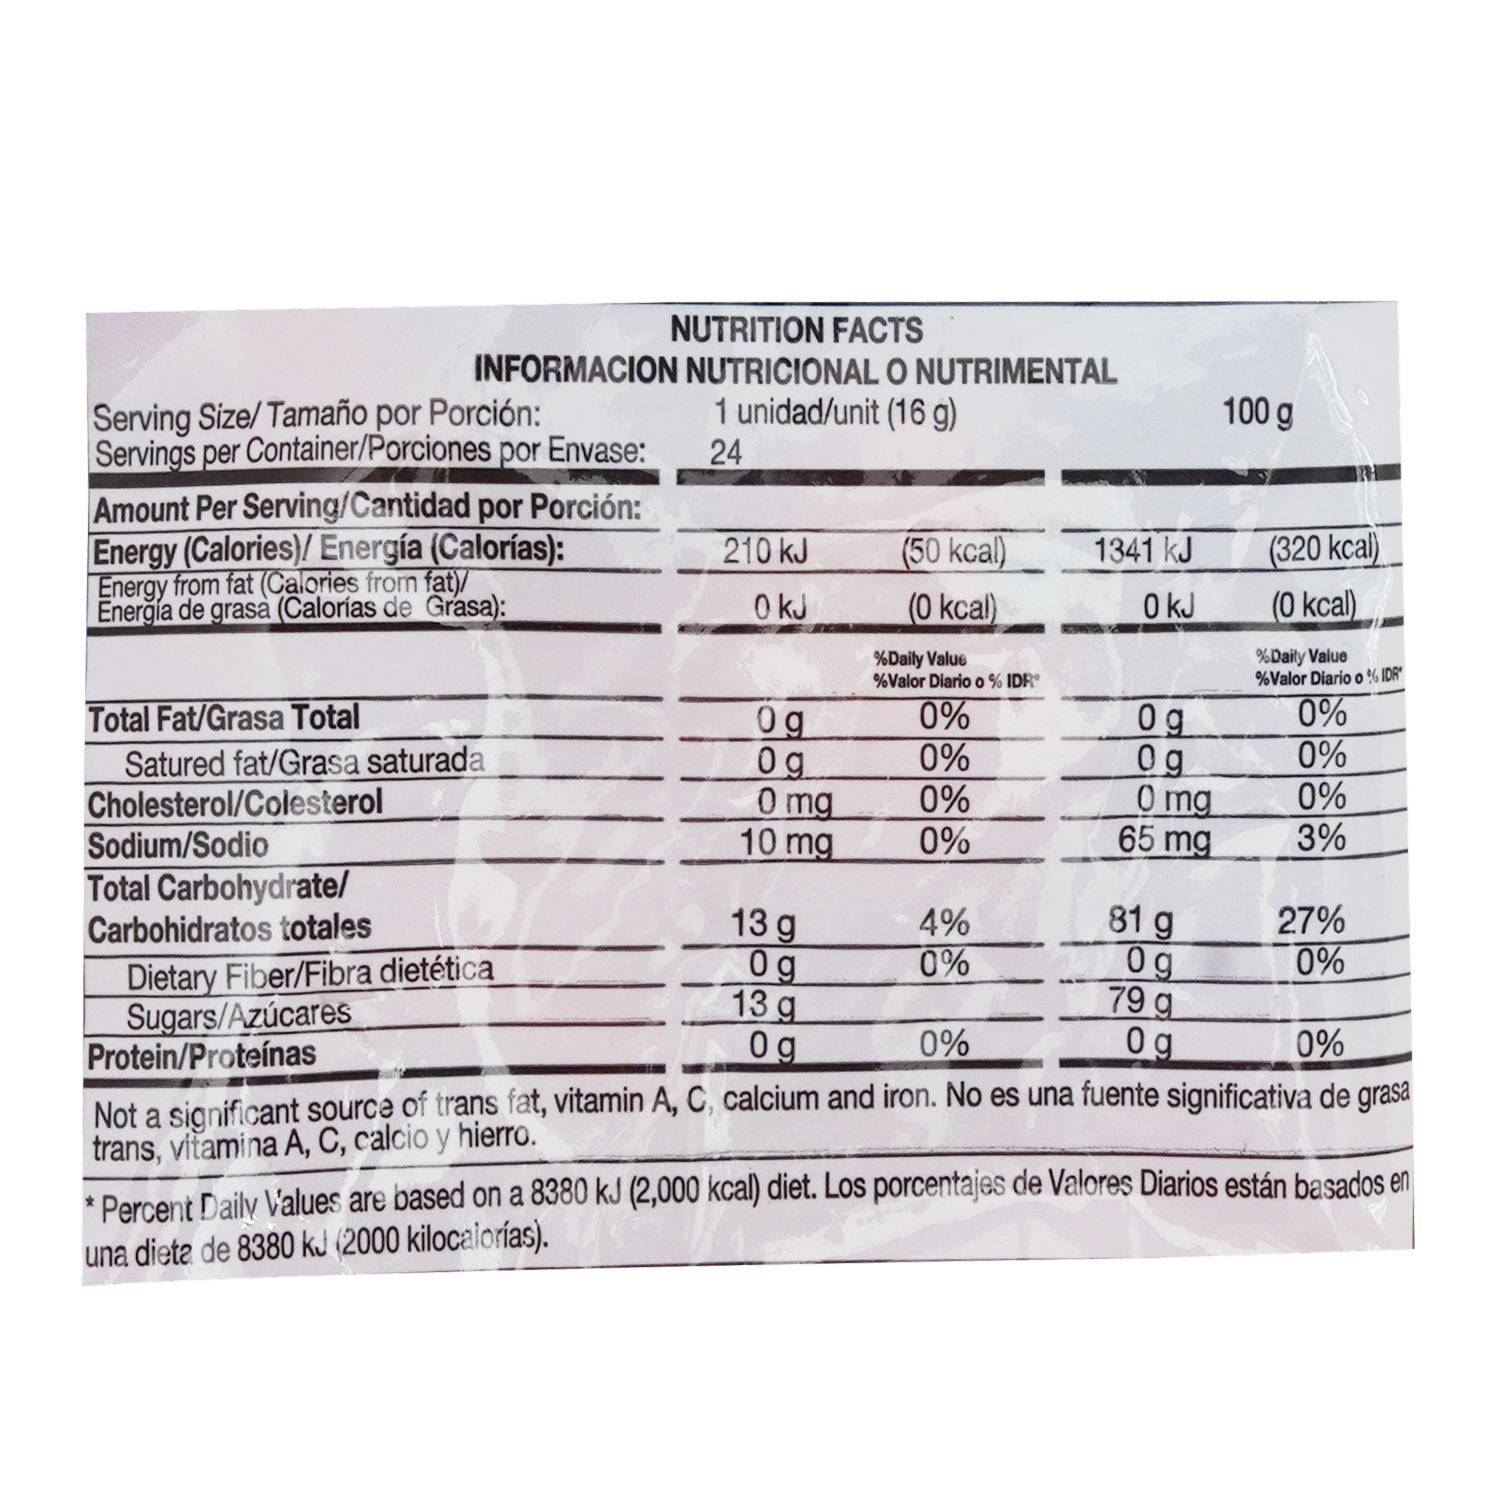 NUTRITION FACTS
INFORMACION NUTRICIONAL O NUTRIMENTAL
Serving Size/ Tamaño por Porción: 1 unidad/unit (16 g) 100 g
Servings per Container/Porciones por Envase: 24
Amount Per Serving/Cantidad por Porción:
Energy (Calories)/ Energía (Calorías): 210 kJ (50 kcal) 1341 kJ (320 kcal)
Energy from fat (Calories from fat)/
Energía de grasa (Calorías de Grasa): 0 kJ (0 kcal) 0 kJ (0 kcal)
%Daily Value %Daily Value
%Valor Diario o % IDR* %Valor Diario o % IDR*
Total Fat/Grasa Total 0 g 0% 0 g 0%
Satured fat/Grasa saturada 0 g 0% 0 g 0%
Cholesterol/Colesterol 0 mg 0% 0 mg 0%
Sodium/Sodio 10 mg 0% 65 mg 3%
Total Carbohydrate/
Carbohidratos totales 13 g 4% 81 g 27%
Dietary Fiber/Fibra dietética 0 g 0% 0 g 0%
Sugars/Azúcares 13 g 79 g
Protein/Proteínas 0 g 0% 0 g 0%
Not a significant source of trans fat, vitamin A, C, calcium and iron. No es una fuente significativa de grasa
trans, vitamina A, C, calcio y hierro.
* Percent Daily Values are based on a 8380 kJ (2,000 kcal) diet. Los porcentajes de Valores Diarios están basados en
una dieta de 8380 kJ (2000 kilocalorías).